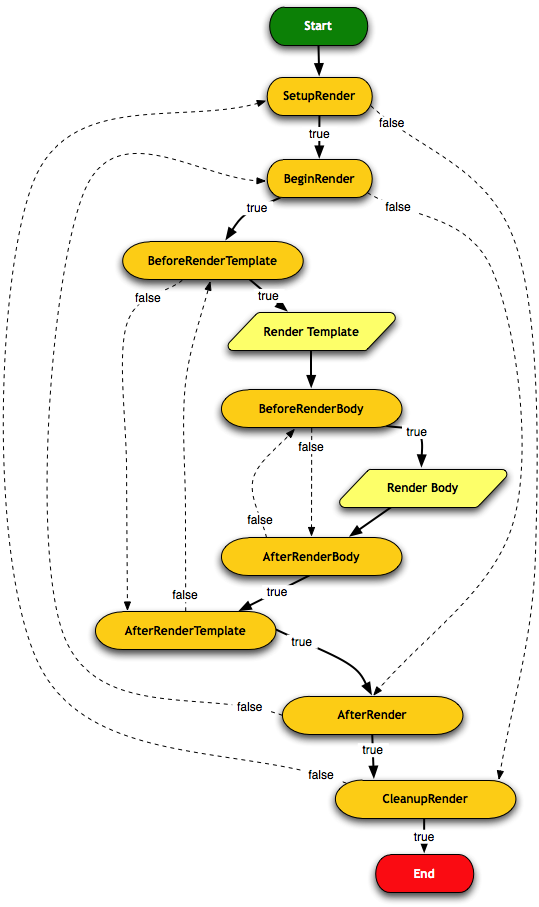 Start
SetupRender
false
true
BeginRender
true
false
BeforeRenderTemplate
false
true
Render Template
BeforeRenderBody
true
false
Render Body
false
AfterRenderBody
true
false
AfterRenderTemplate
true
false
AfterRender
true
false
CleanupRender
true
End